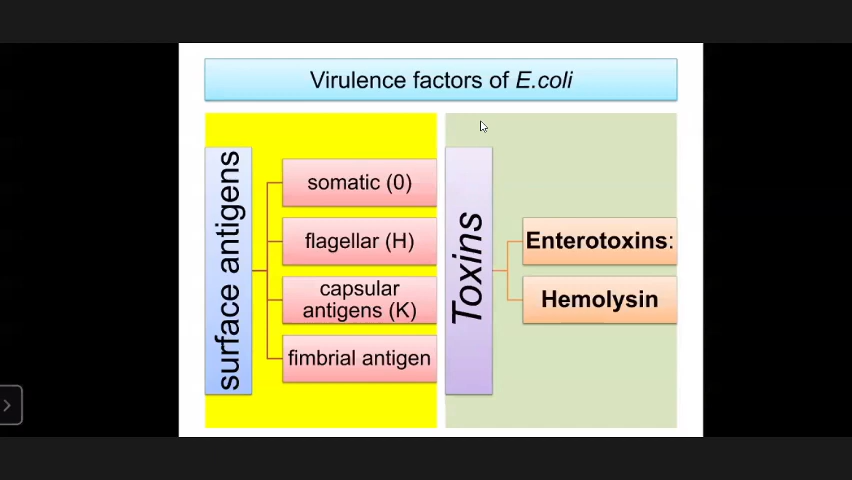 Virulence factors of E.coli
surface antigens
somatic (0)
flagellar (H)
capsular
antigens (K)
fimbrial antigen
Toxins
Enterotoxins:
Hemolysin